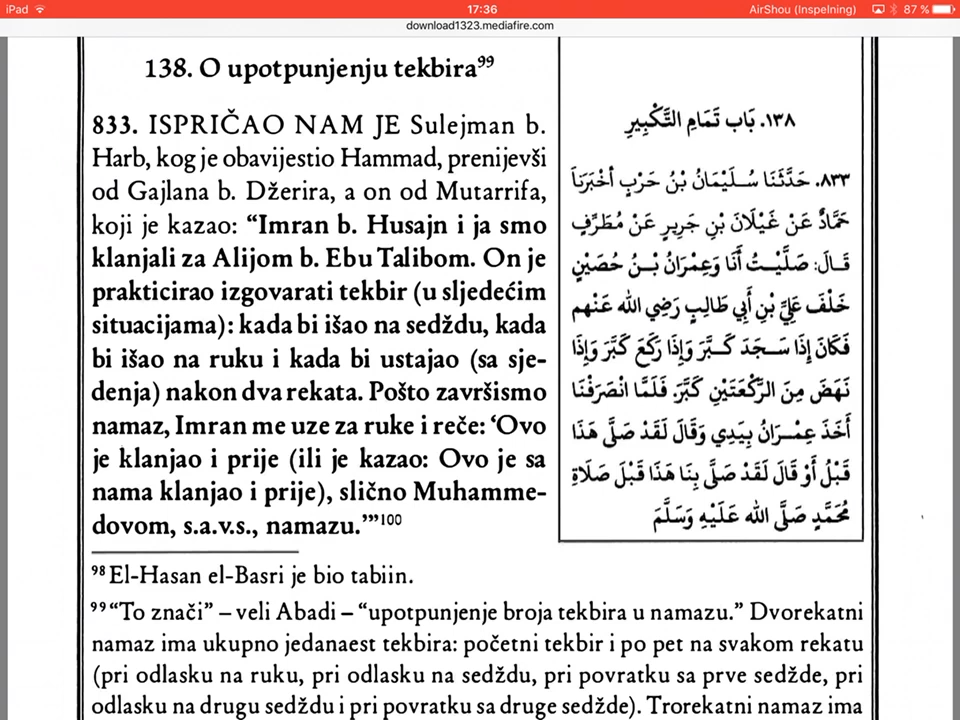 iPad 17:36 AirShou (Inspelning) 87 %
download1323.mediafire.com
138. O upotpunjenju tekbira⁹⁹
833. ISPRIČAO NAM JE Sulejman b.
Harb, kog je obavijestio Hammad, prenijevši
od Gajlana b. Džerira, a on od Mutarrifa,
koji je kazao: “Imran b. Husajn i ja smo
klanjali za Alijom b. Ebu Talibom. On je
prakticirao izgovarati tekbir (u sljedećim
situacijama): kada bi išao na sedždu, kada
bi išao na ruku i kada bi ustajao (sa sje-
denja) nakon dva rekata. Pošto završismo
namaz, Imran me uze za ruke i reče: ‘Ovo
je klanjao i prije (ili je kazao: Ovo je sa
nama klanjao i prije), slično Muhamme-
dovom, s.a.v.s., namazu.’”¹⁰⁰
١٣٨. بَاب تَمَامِ التَّكْبِيرِ
٨٣٣. حَدَّثَنَا سُلَيْمَانُ بْنُ حَرْبٍ أَخْبَرَنَا
حَمَّادٌ عَنْ غَيْلَانَ بْنِ جَرِيرٍ عَنْ مُطَرِّفٍ
قَالَ: صَلَّيْتُ أَنَا وَعِمْرَانُ بْنُ حُصَيْنٍ
خَلْفَ عَلِيِّ بْنِ أَبِي طَالِبٍ رَضِيَ الله عَنْهم
فَكَانَ إِذَا سَجَدَ كَبَّرَ وَإِذَا رَكَعَ كَبَّرَ وَإِذَا
نَهَضَ مِنَ الرَّكْعَتَيْنِ كَبَّرَ. فَلَمَّا انْصَرَفْنَا
أَخَذَ عِمْرَانُ بِيَدِي وَقَالَ لَقَدْ صَلَّى هَذَا
قَبْلُ أَوْ قَالَ لَقَدْ صَلَّى بِنَا هَذَا قَبْلَ صَلَاةِ
مُحَمَّدٍ صَلَّى الله عَلَيْهِ وَسَلَّمَ
⁹⁸ El-Hasan el-Basri je bio tabiin.
⁹⁹ “To znači” – veli Abadi – “upotpunjenje broja tekbira u namazu.” Dvorekatni
namaz ima ukupno jedanaest tekbira: početni tekbir i po pet na svakom rekatu
(pri odlasku na ruku, pri odlasku na sedždu, pri povratku sa prve sedžde, pri
odlasku na drugu sedždu i pri povratku sa druge sedžde). Trorekatni namaz ima